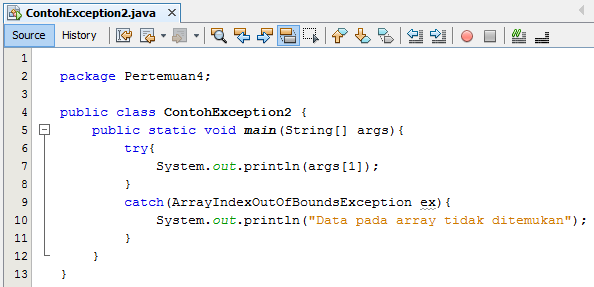 ContohException2.java
Source History
1
2 package Pertemuan4;
3
4 public class ContohException2 {
5 public static void main(String[] args){
6 try{
7 System.out.println(args[1]);
8 }
9 catch(ArrayIndexOutOfBoundsException ex){
10 System.out.println("Data pada array tidak ditemukan");
11 }
12 }
13 }